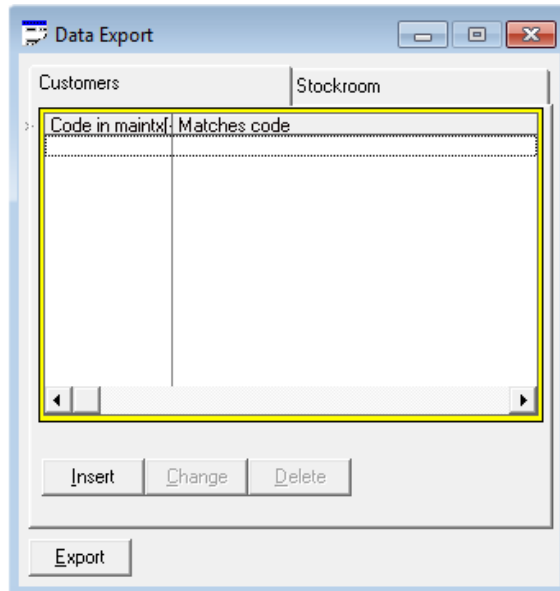 Data Export
Customers Stockroom
Code in maintx[- Matches code
Insert Change Delete
Export